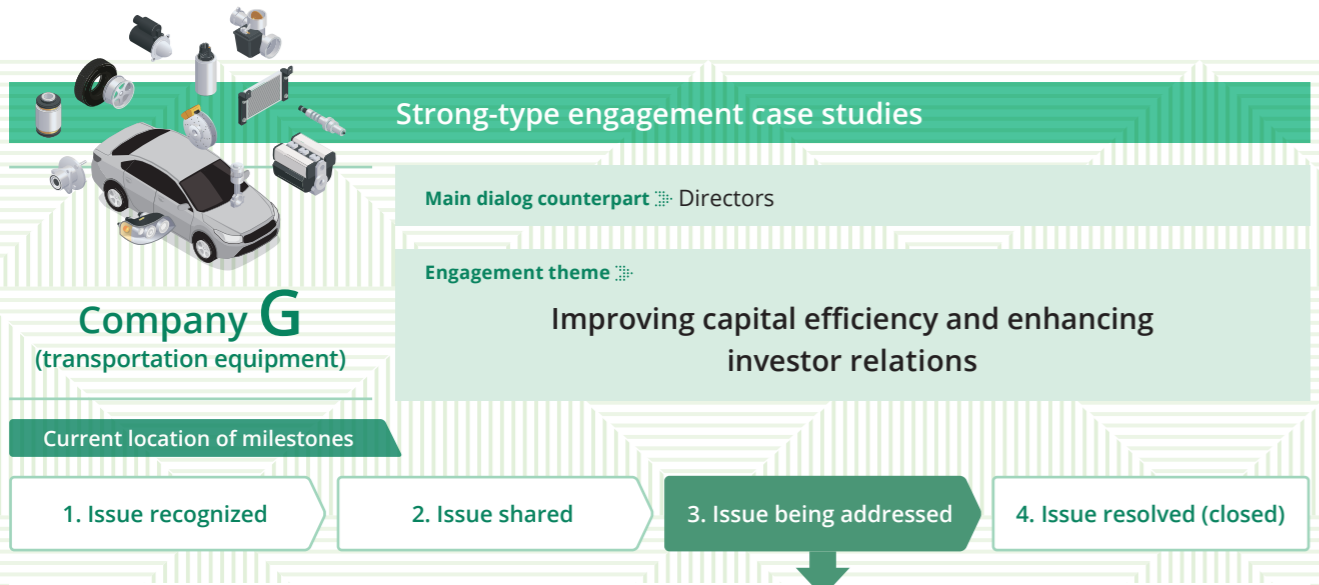 Strong-type engagement case studies
Main dialog counterpart Directors
Engagement theme
Improving capital efficiency and enhancing
investor relations
Company G
(transportation equipment)
Current location of milestones
1. Issue recognized
2. Issue shared
3. Issue being addressed
4. Issue resolved (closed)